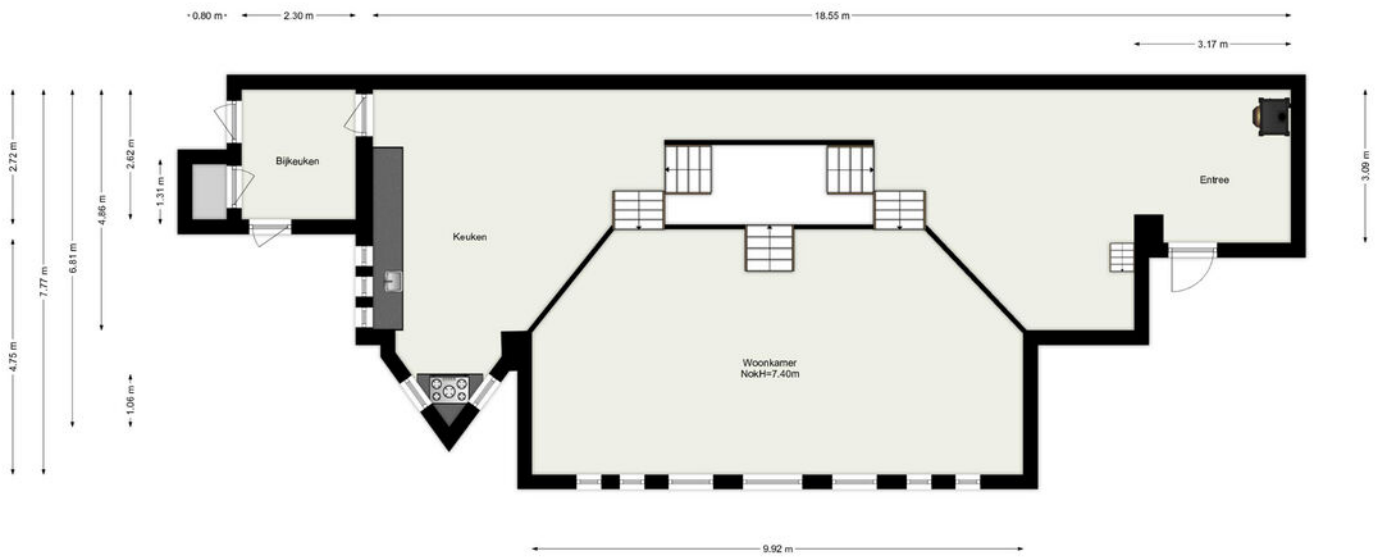 0.80 m
2.30 m
18.55 m
3.17 m
2.72 m
7.77 m
4.86 m
2.62 m
1.31 m
6.81 m
4.75 m
1.06 m
3.09 m
Bijkeuken
Keuken
Entree
Woonkamer
NokH=7.40m
9.92 m